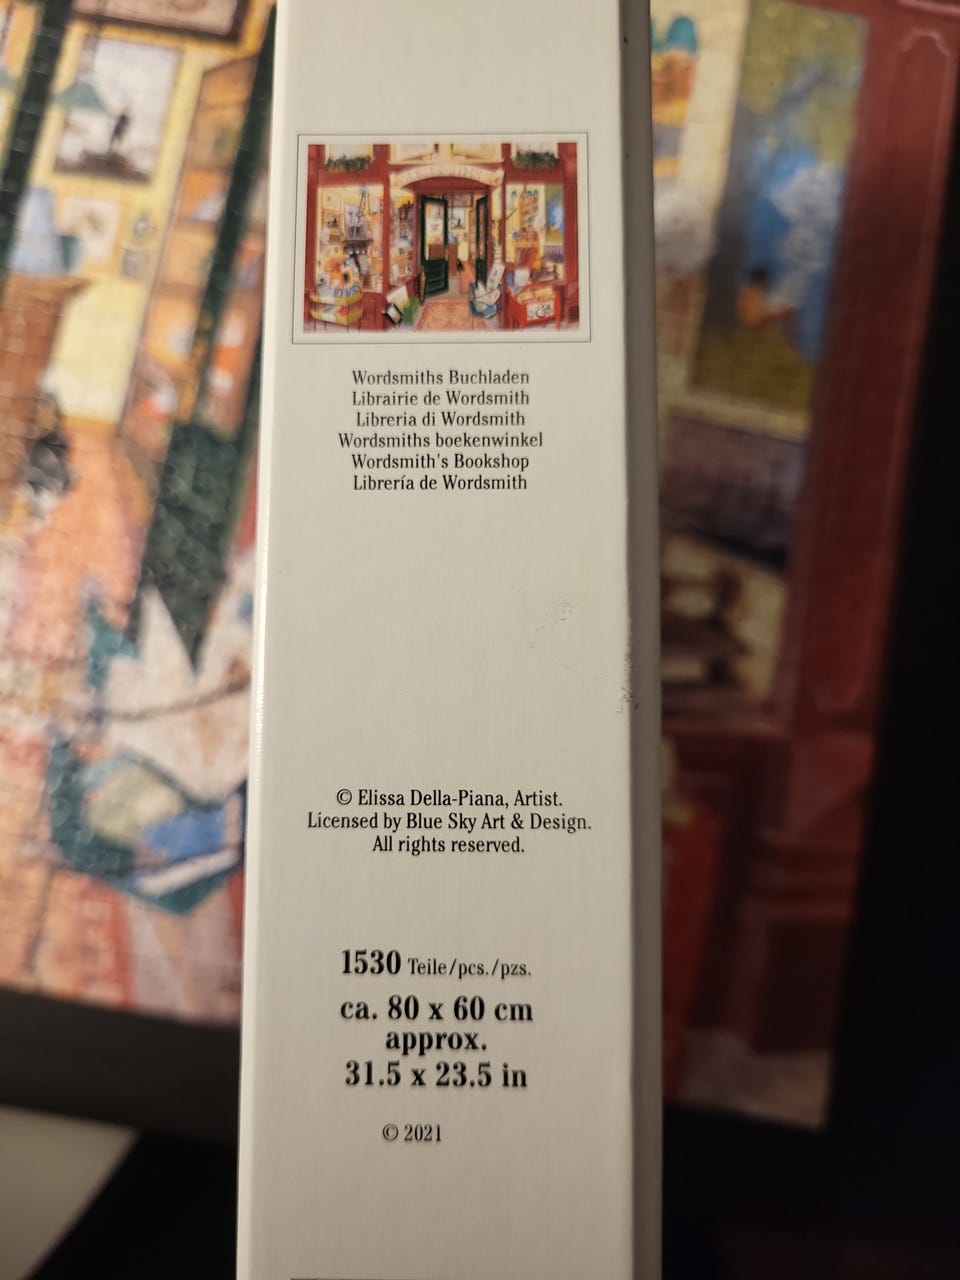 Wordsmiths Buchladen
Librairie de Wordsmith
Libreria di Wordsmith
Wordsmiths boekenwinkel
Wordsmith's Bookshop
Librería de Wordsmith
© Elissa Della-Piana, Artist.
Licensed by Blue Sky Art & Design.
All rights reserved.
1530 Teile/pcs./pzs.
ca. 80 x 60 cm
approx.
31.5 x 23.5 in
© 2021